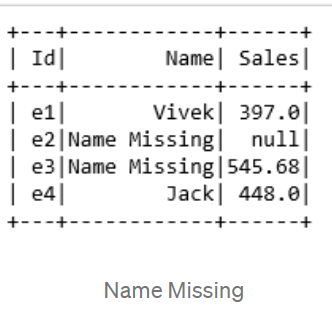 +---+------------+------+
| Id|        Name| Sales|
+---+------------+------+
| e1|       Vivek| 397.0|
| e2|Name Missing|  null|
| e3|Name Missing|545.68|
| e4|        Jack| 448.0|
+---+------------+------+
Name Missing